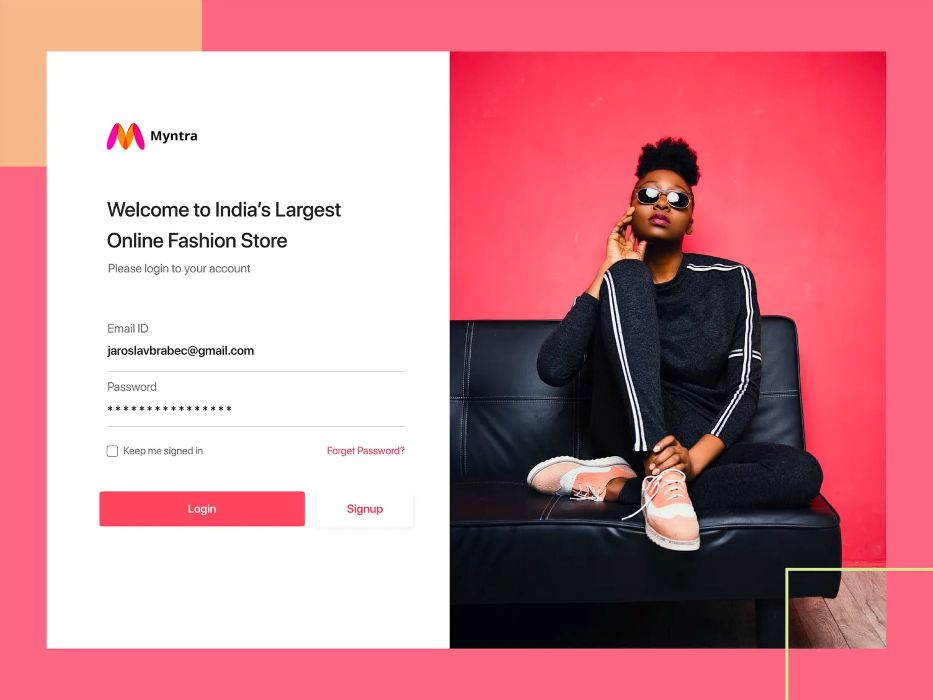 Myntra
Welcome to India's Largest
Online Fashion Store
Please login to your account
Email ID
jaroslavbrabec@gmail.com
Password
****************
Keep me signed in
Forget Password?
Login
Signup